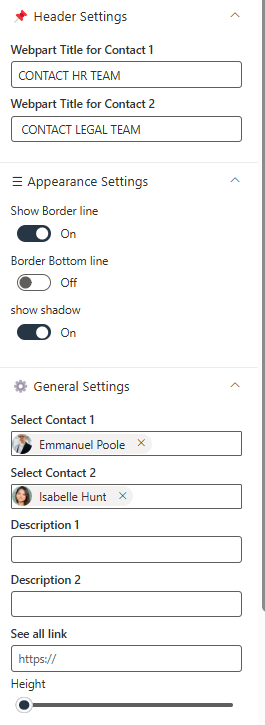 Header Settings
Webpart Title for Contact 1
CONTACT HR TEAM
Webpart Title for Contact 2
CONTACT LEGAL TEAM
Appearance Settings
Show Border line
On
Border Bottom line
Off
show shadow
On
General Settings
Select Contact 1
Emmanuel Poole
Select Contact 2
Isabelle Hunt
Description 1
Description 2
See all link
https://
Height